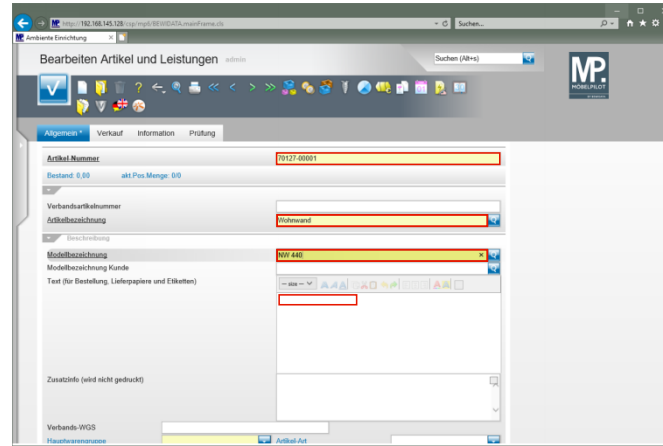 http://192.168.145.128/csp/mp6/BEWIDATA.mainFrame.cls
Suchen...
Ambiente Einrichtung
Bearbeiten Artikel und Leistungen admin
Suchen (Alt+s)
MP.
MÖBELPILOT
Allgemein *
Verkauf
Information
Prüfung
Artikel-Nummer
70127-00001
Bestand: 0,00
akt.Pos.Menge: 0/0
Verbandsartikelnummer
Artikelbezeichnung
Wohnwand
Beschreibung
Modellbezeichnung
NW 440
Modellbezeichnung Kunde
Text (für Bestellung, Lieferpapiere und Etiketten)
Zusatzinfo (wird nicht gedruckt)
Verbands-WGS
Hauptwarengruppe
Artikel-Art